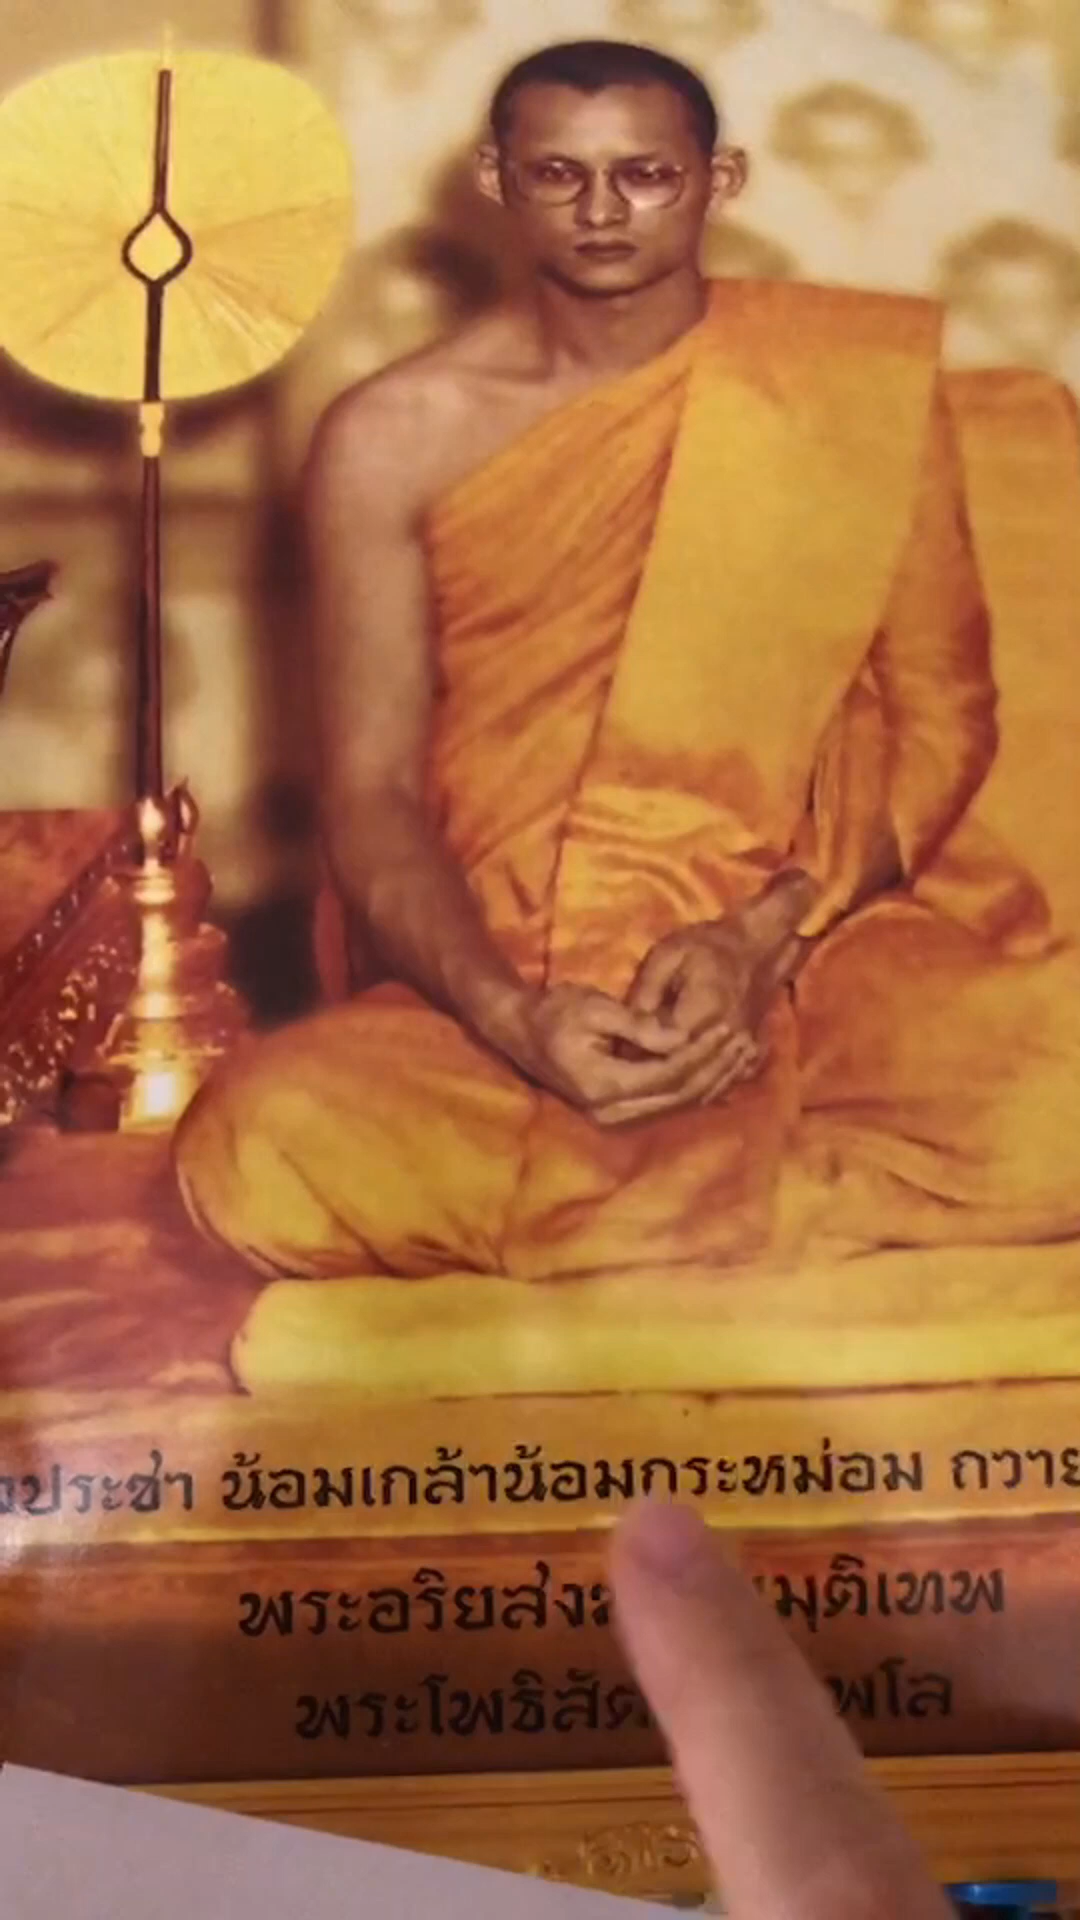 ประชา น้อมเกล้าน้อมกระหม่อม ถวาย
พระอริยสง มุติเทพ
พระโพธิสัต พโล